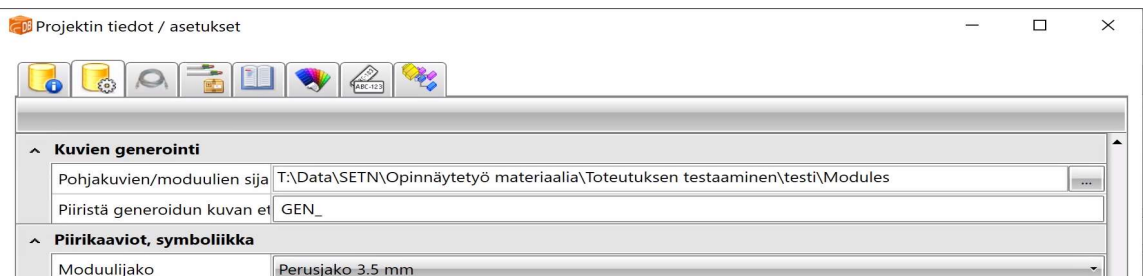 Projektin tiedot / asetukset
ABC-123
Kuvien generointi
Pohjakuvien/moduulien sija T:\Data\SETN\Opinnäytetyö materiaalia\Toteutuksen testaaminen\testi\Modules ...
Piiristä generoidun kuvan et GEN_
Piirikaaviot, symboliikka
Moduulijako Perusjako 3.5 mm